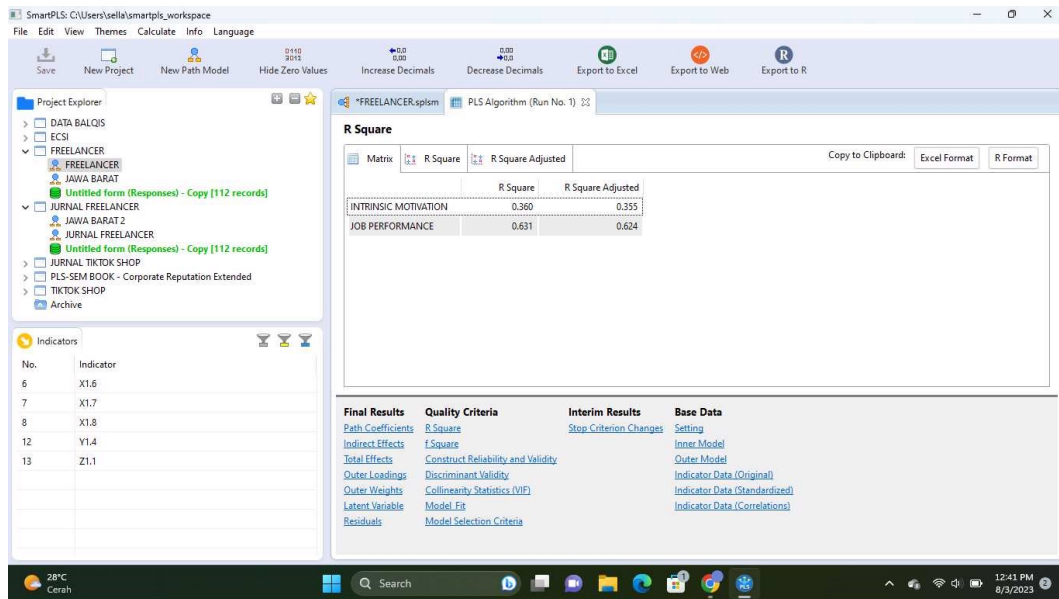 SmartPLS: C:\Users\sella\smartpls_workspace
File Edit View Themes Calculate Info Language
Save
New Project
New Path Model
Hide Zero Values
Increase Decimals
Decrease Decimals
Export to Excel
Export to Web
Export to R
Project Explorer
DATA BALQIS
ECSI
FREELANCER
FREELANCER
JAWA BARAT
Untitled form (Responses) - Copy [112 records]
JURNAL FREELANCER
JAWA BARAT 2
JURNAL FREELANCER
Untitled form (Responses) - Copy [112 records]
JURNAL TIKTOK SHOP
PLS-SEM BOOK - Corporate Reputation Extended
TIKTOK SHOP
Archive
Indicators
No. Indicator
6 X1.6
7 X1.7
8 X1.8
12 Y1.4
13 Z1.1
*FREELANCER.splsm PLS Algorithm (Run No. 1)
R Square
Matrix R Square R Square Adjusted
Copy to Clipboard: Excel Format R Format
R Square R Square Adjusted
INTRINSIC MOTIVATION 0.360 0.355
JOB PERFORMANCE 0.631 0.624
Final Results Quality Criteria Interim Results Base Data
Path Coefficients R Square Stop Criterion Changes Setting
Indirect Effects f Square Inner Model
Total Effects Construct Reliability and Validity Outer Model
Outer Loadings Discriminant Validity Indicator Data (Original)
Outer Weights Collinearity Statistics (VIF) Indicator Data (Standardized)
Latent Variable Model Fit Indicator Data (Correlations)
Residuals Model Selection Criteria
28°C
Cerah
Search
12:41 PM
8/3/2023
2